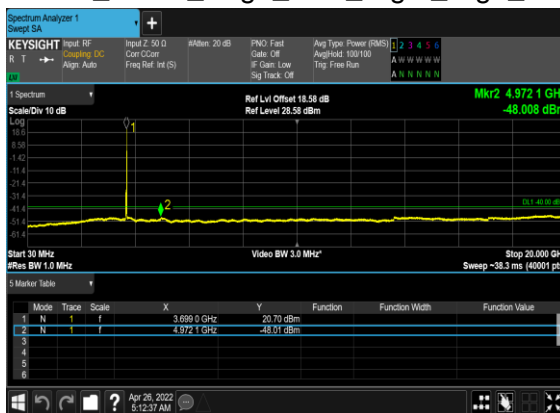 Spectrum Analyzer 1
Swept SA
+
KEYSIGHT Input: RF Input Z: 50 Ω #Atten: 20 dB PNO: Fast Avg Type: Power (RMS) 1 2 3 4 5 6
R T Coupling: DC Corr CCorr Gate: Off Avg|Hold: 100/100 A W W W W W
Align: Auto Freq Ref: Int (S) IF Gain: Low Trig: Free Run
LU Sig Track: Off A N N N N N
1 Spectrum Ref Lvl Offset 18.58 dB Mkr2 4.972 1 GHz
Scale/Div 10 dB Ref Level 28.58 dBm -48.008 dBm
Log
18.6
8.58
-1.42
-11.4
-21.4
-31.4
-41.4
-51.4
-61.4
1
2
DL1 -40.00 dB
Start 30 MHz Video BW 3.0 MHz* Stop 20.000 GH
#Res BW 1.0 MHz Sweep ~38.3 ms (40001 pt
5 Marker Table
Mode Trace Scale X Y Function Function Width Function Value
1 N 1 f 3.699 0 GHz 20.70 dBm
2 N 1 f 4.972 1 GHz -48.01 dBm
3
4
5
6
? Apr 26, 2022
5:12:37 AM